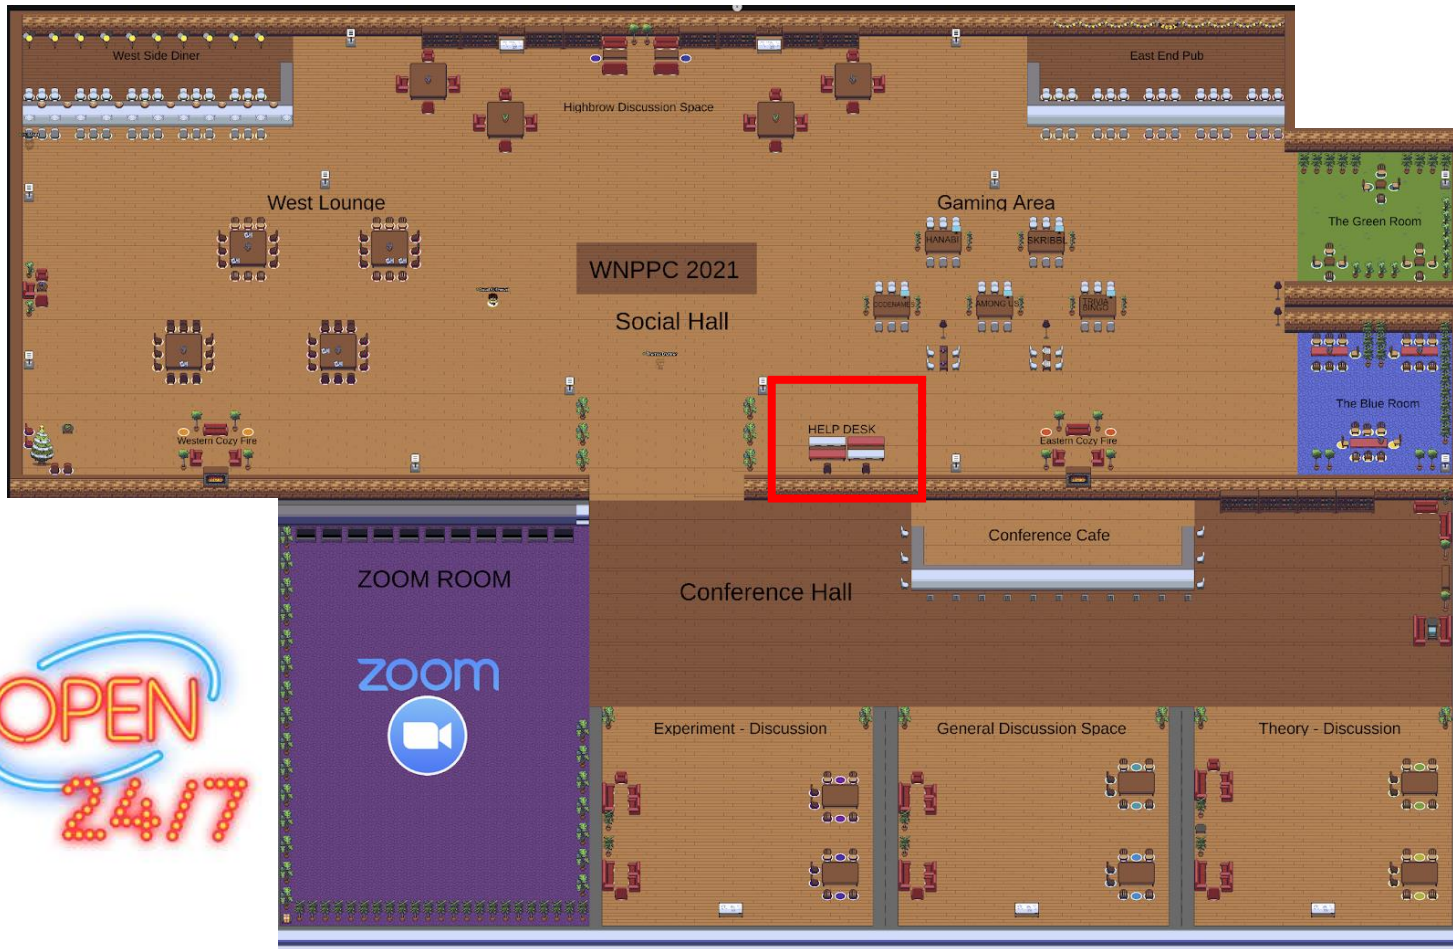 West Side Diner
East End Pub
Highbrow Discussion Space
West Lounge
Gaming Area
The Green Room
HANABI
SKRIBBL
WNPPC 2021
CODENAMES
AMONG US
TRIVIA
BINGO
Social Hall
The Blue Room
HELP DESK
Western Cozy Fire
Eastern Cozy Fire
Conference Cafe
ZOOM ROOM
Conference Hall
zoom
OPEN
24/7
Experiment - Discussion
General Discussion Space
Theory - Discussion